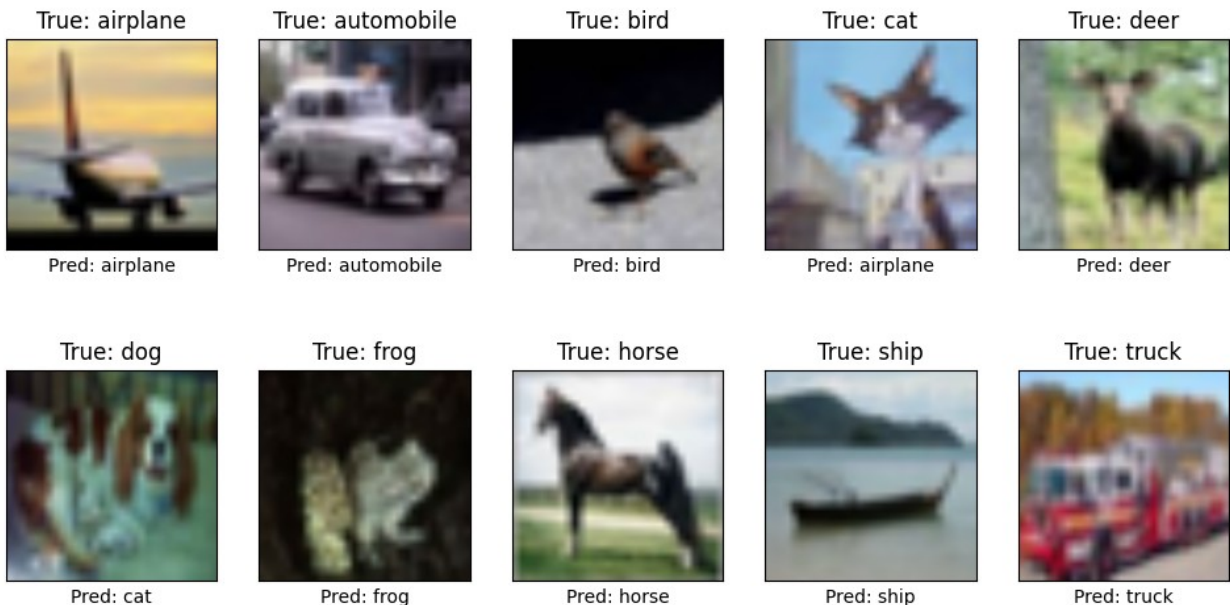 True: airplane
True: automobile
True: bird
True: cat
True: deer
Pred: airplane
Pred: automobile
Pred: bird
Pred: airplane
Pred: deer
True: dog
True: frog
True: horse
True: ship
True: truck
Pred: cat
Pred: frog
Pred: horse
Pred: ship
Pred: truck